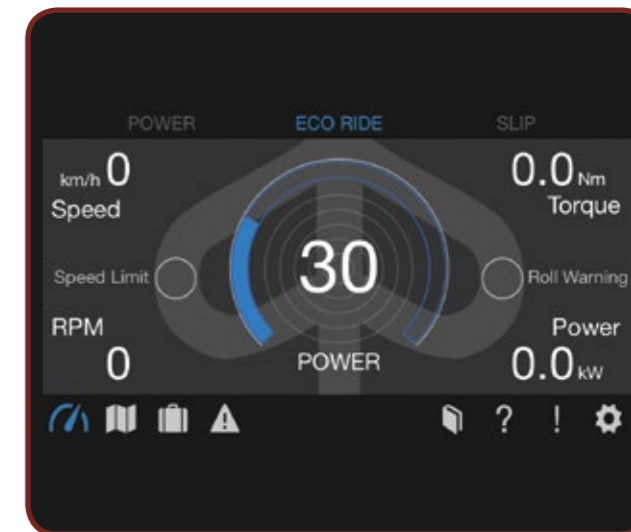 POWER ECO RIDE SLIP
km/h 0 0.0 Nm
Speed Torque
Speed Limit 30 Roll Warning
RPM Power
0 POWER 0.0 kW
? !